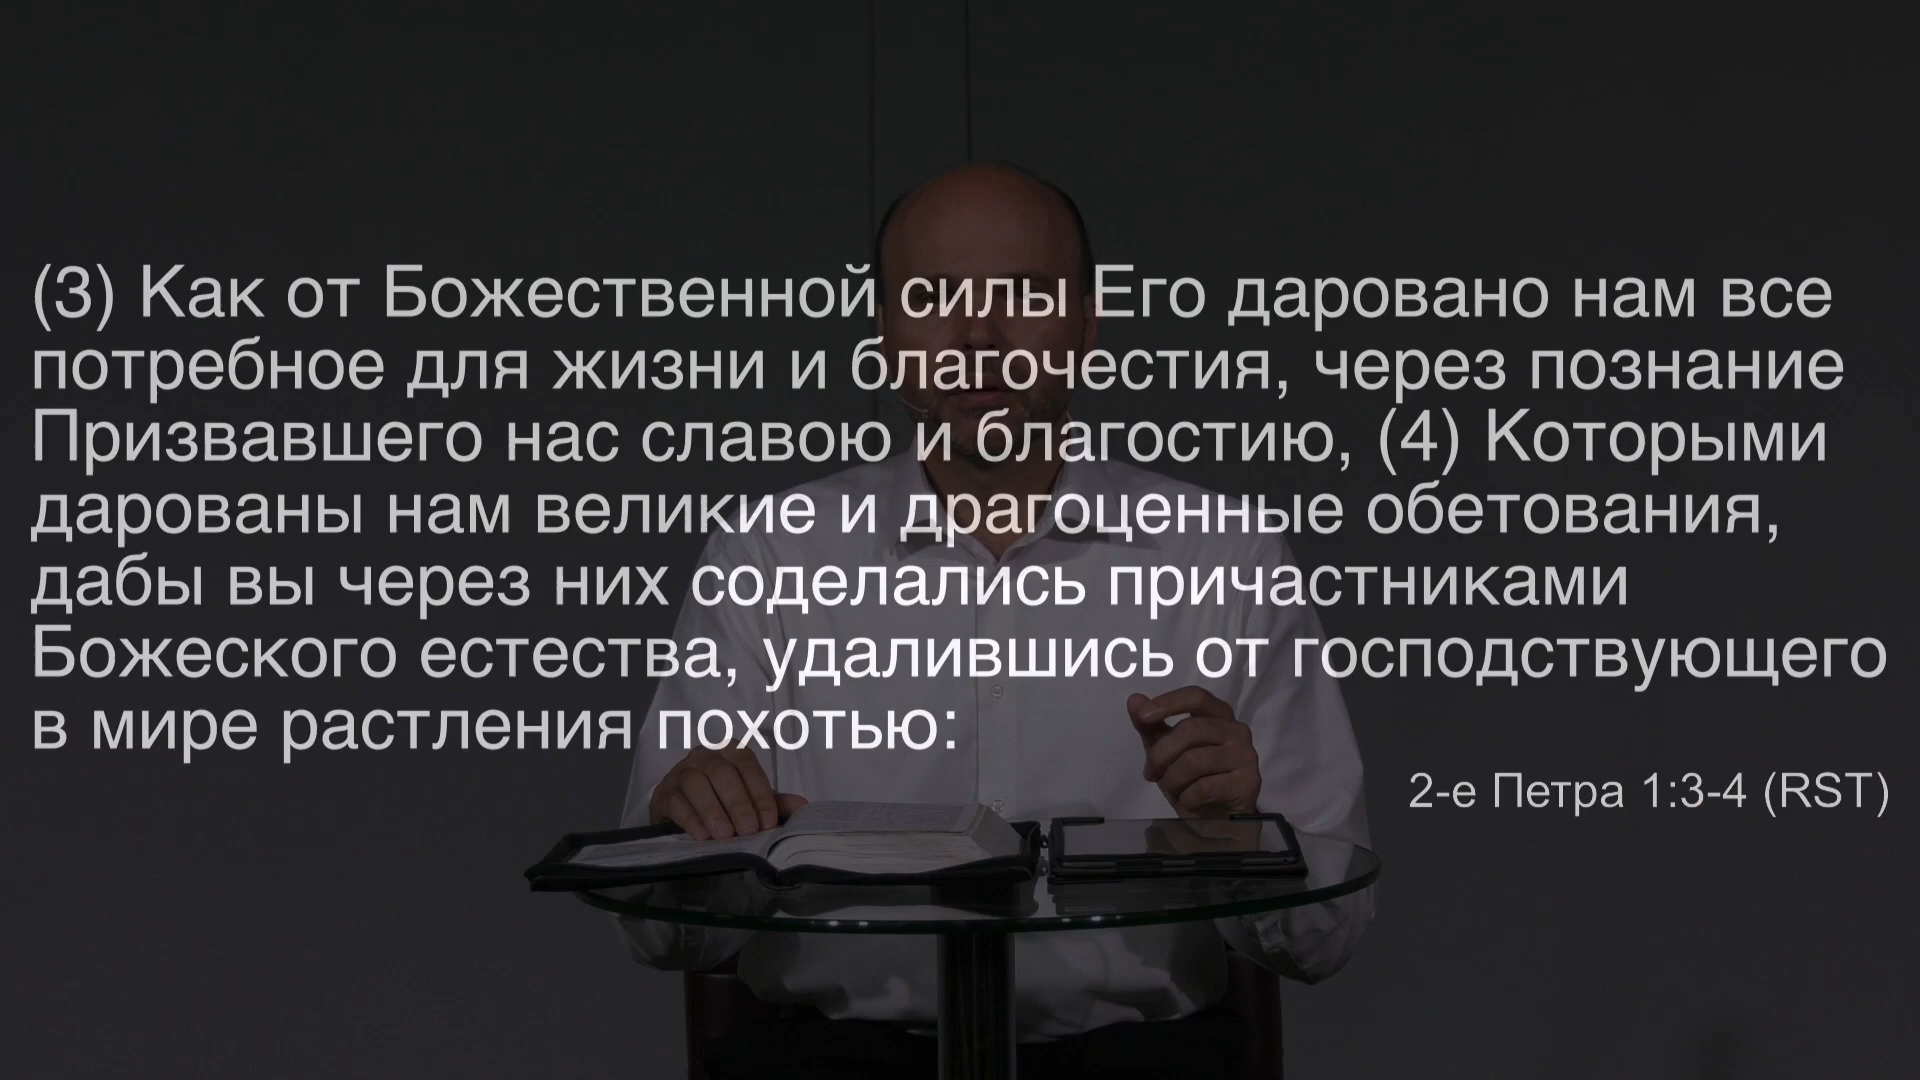 (3) Как от Божественной силы Его даровано нам все
потребное для жизни и благочестия, через познание
Призвавшего нас славою и благостию, (4) Которыми
дарованы нам великие и драгоценные обетования,
дабы вы через них соделались причастниками
Божеского естества, удалившись от господствующего
в мире растления похотью:
2-е Петра 1:3-4 (RST)